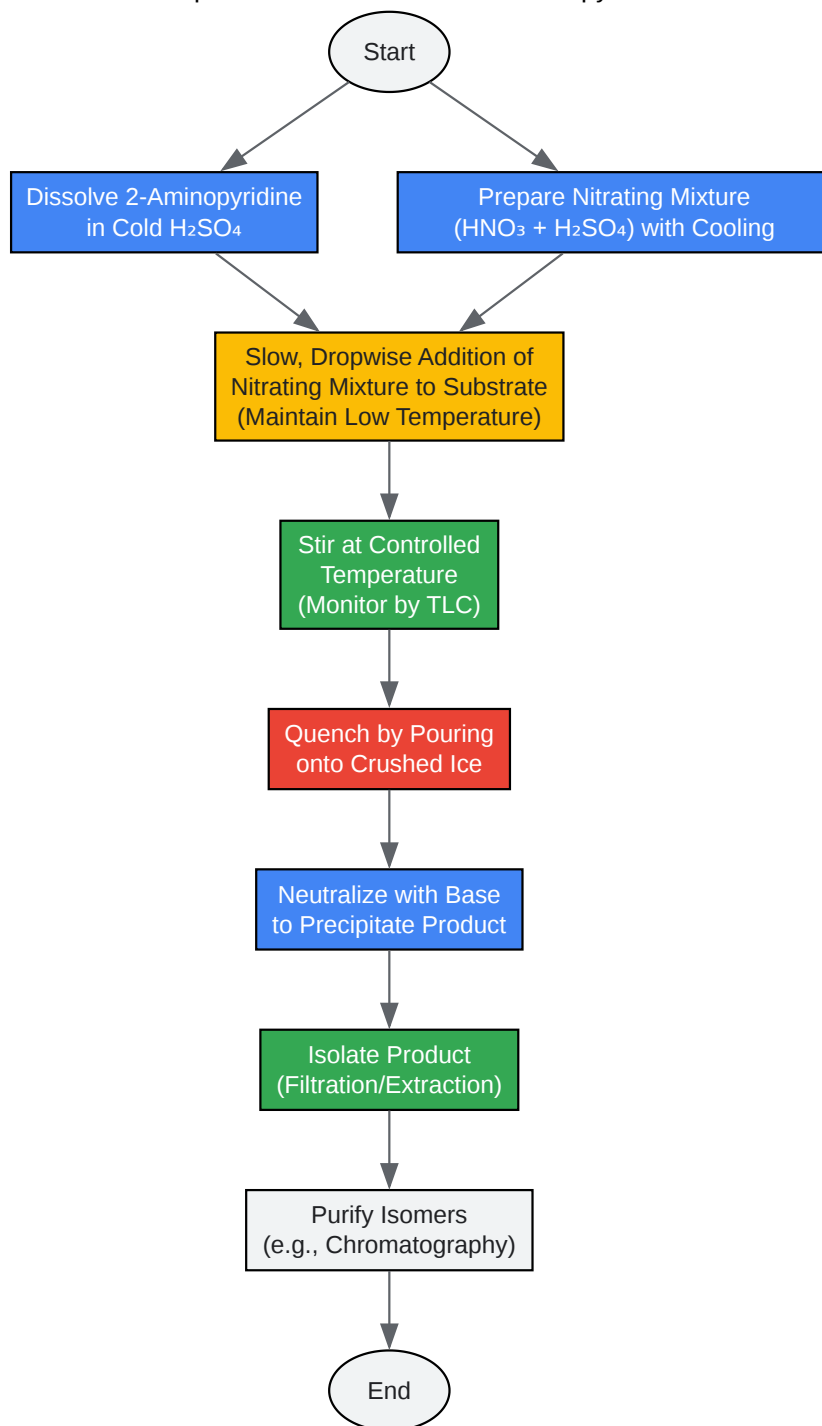 Start
Dissolve 2-Aminopyridine
in Cold H₂SO₄
Prepare Nitrating Mixture
(HNO₃ + H₂SO₄) with Cooling
Slow, Dropwise Addition of
Nitrating Mixture to Substrate
(Maintain Low Temperature)
Stir at Controlled
Temperature
(Monitor by TLC)
Quench by Pouring
onto Crushed Ice
Neutralize with Base
to Precipitate Product
Isolate Product
(Filtration/Extraction)
Purify Isomers
(e.g., Chromatography)
End